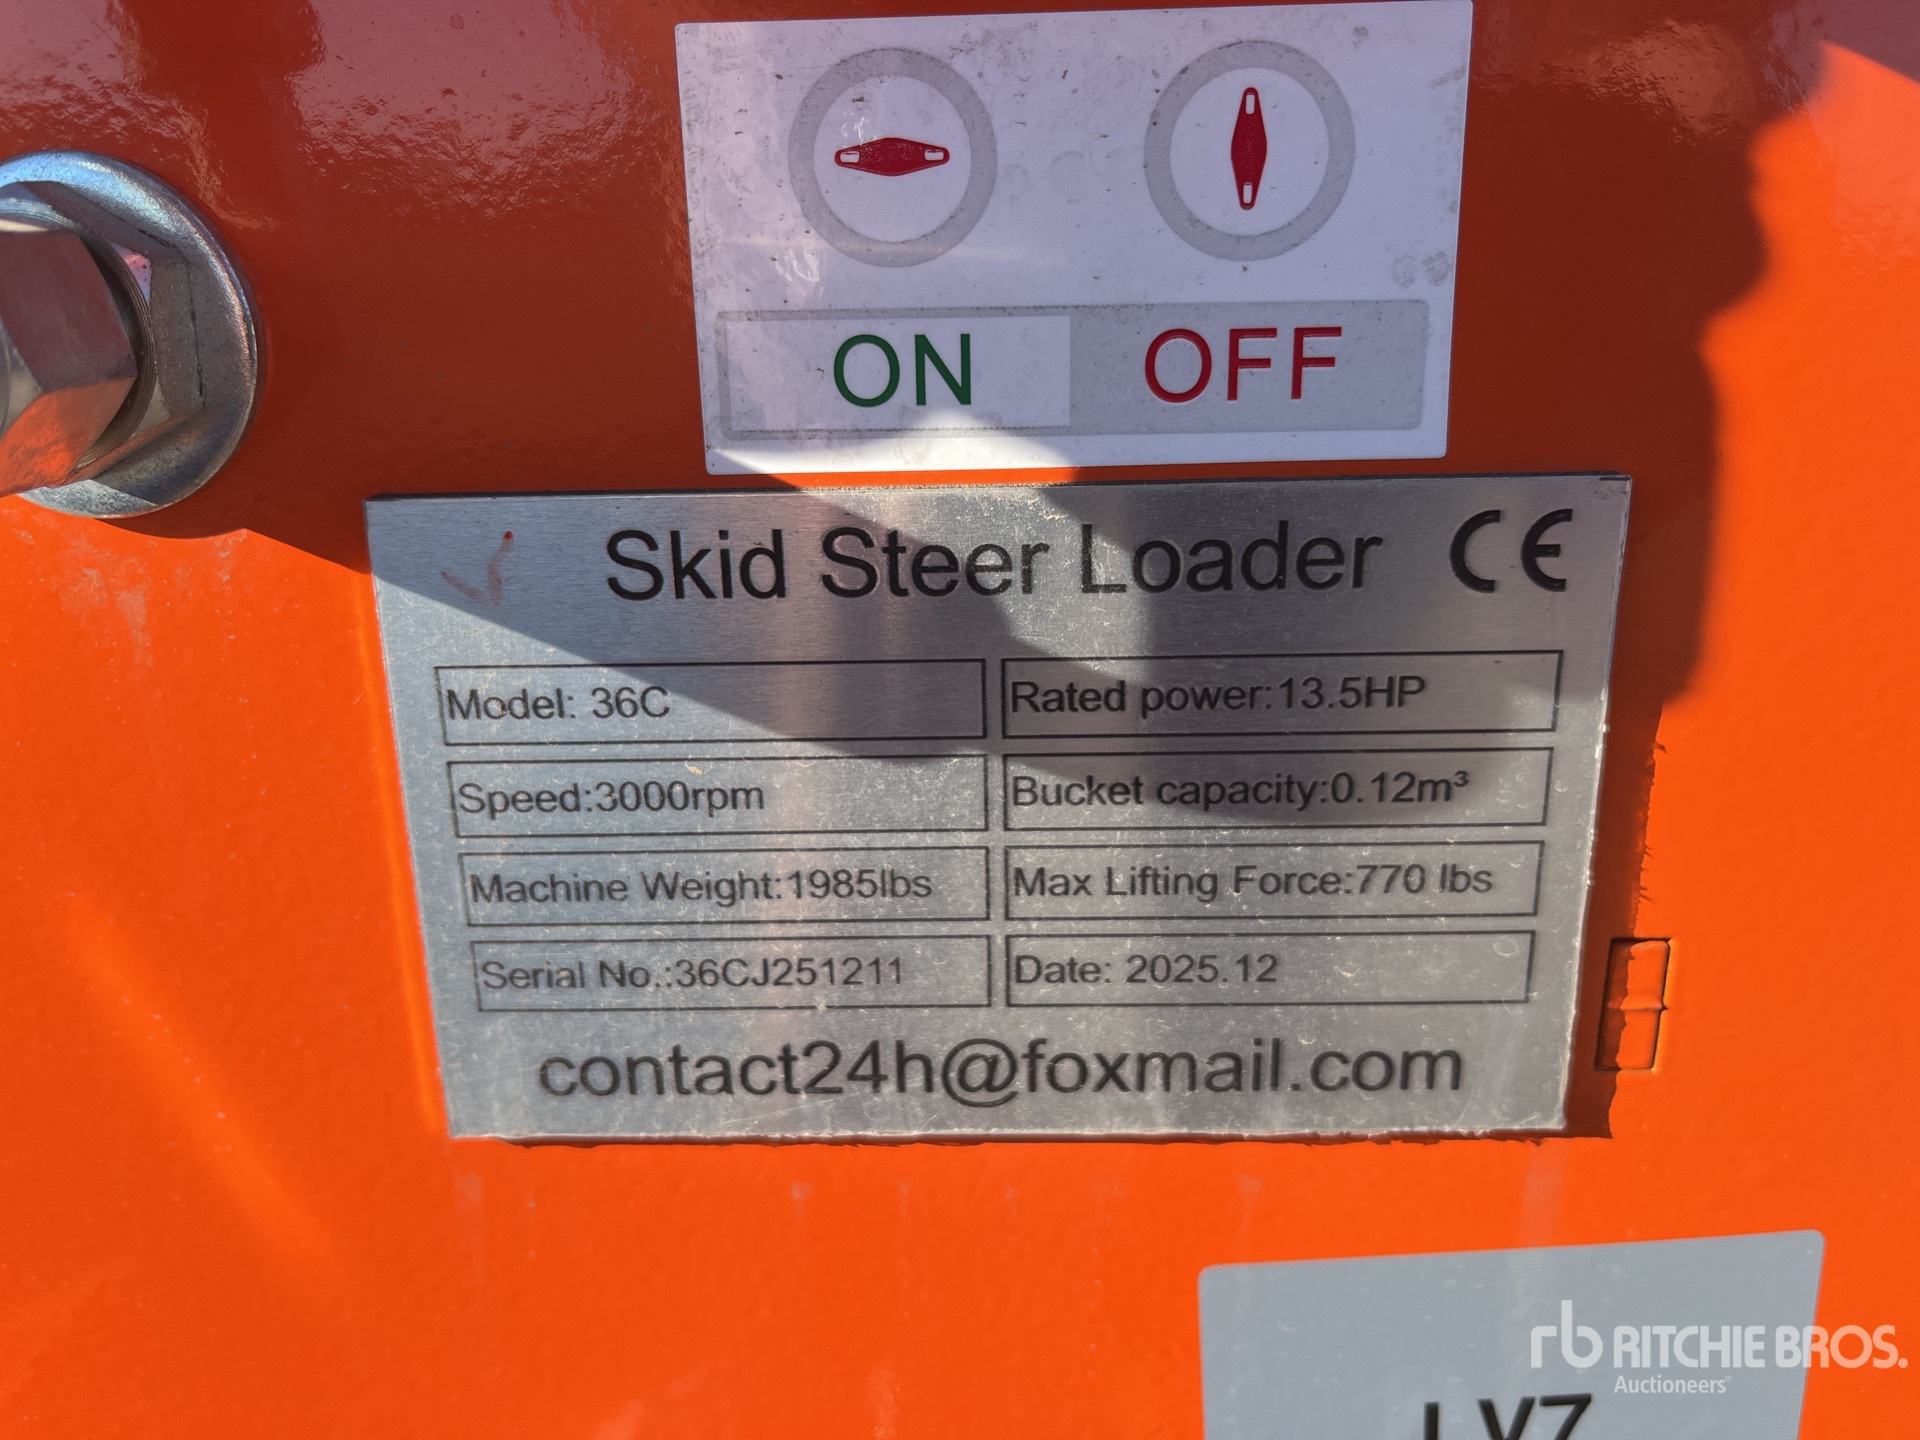 ON OFF
Skid Steer Loader CE
Model: 36C
Rated power:13.5HP
Speed:3000rpm
Bucket capacity:0.12m³
Machine Weight:1985lbs
Max Lifting Force:770 lbs
Serial No.:36CJ251211
Date: 2025.12
contact24h@foxmail.com
rb RITCHIE BROS.
Auctioneers